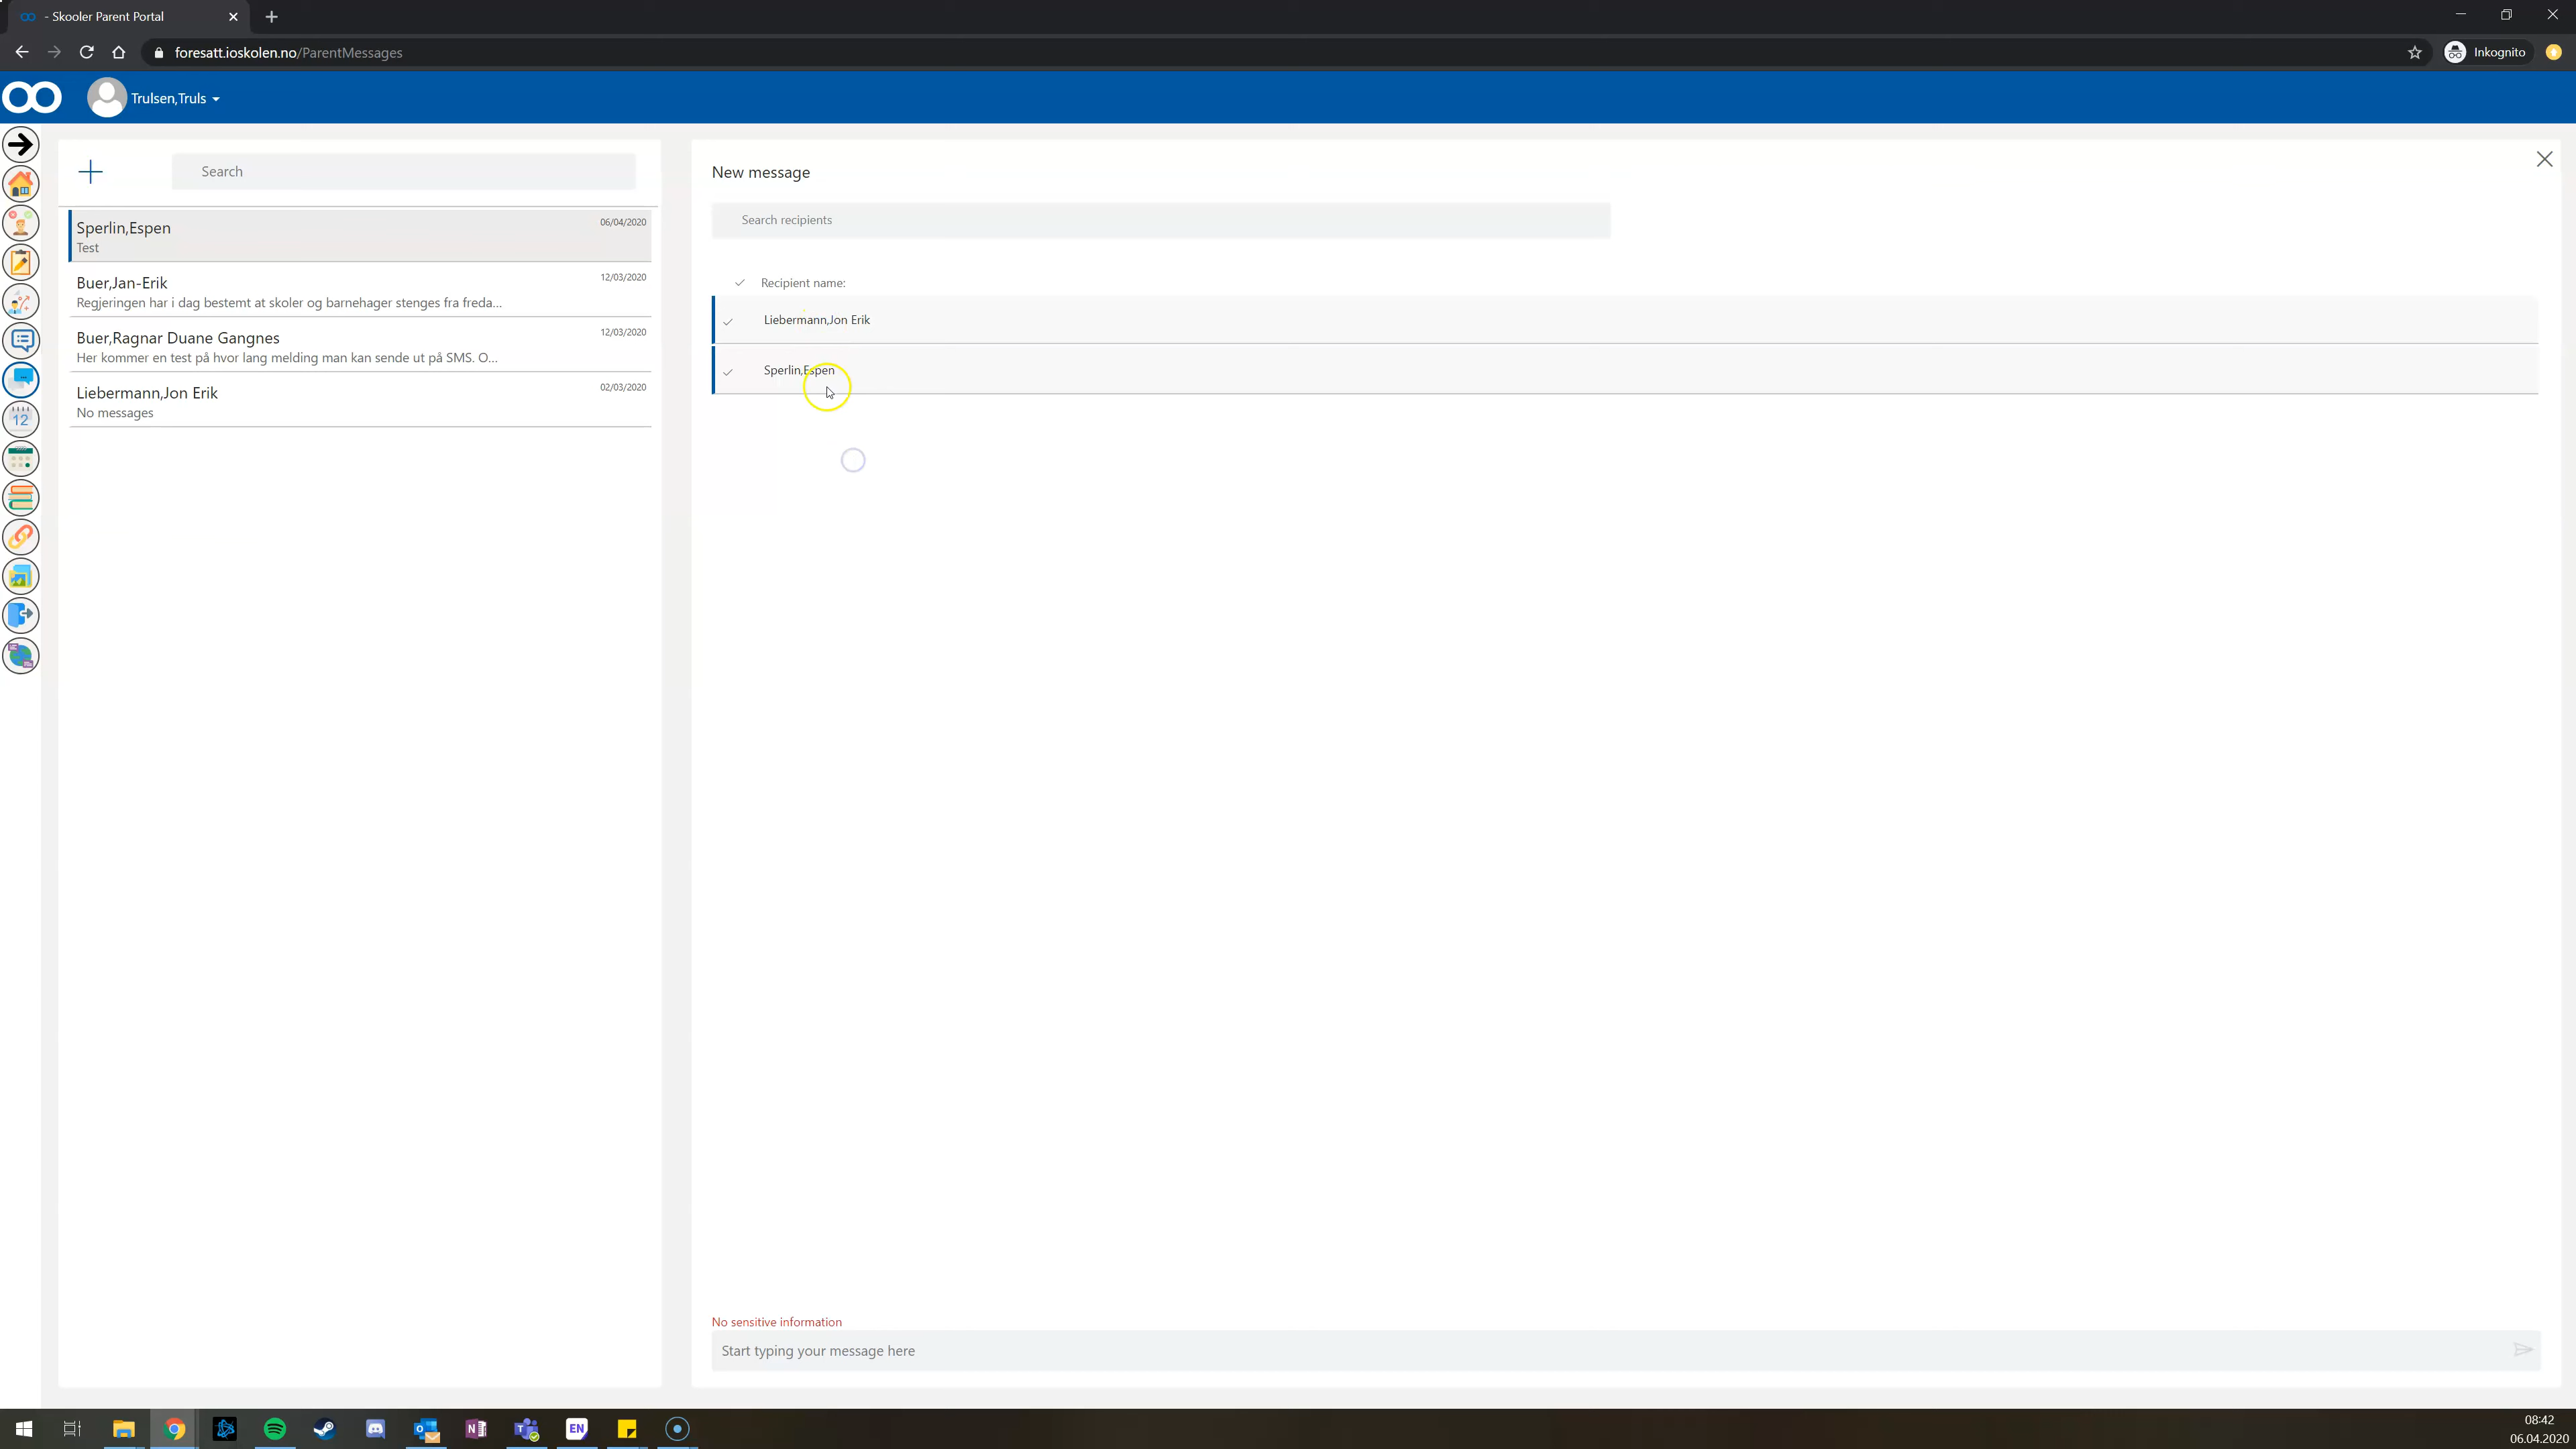 - Skooler Parent Portal
foresatt.ioskolen.no/ParentMessages
Inkognito
Trulsen,Truls
Search
Sperlin,Espen
06/04/2020
Test
Buer,Jan-Erik
12/03/2020
Regjeringen har i dag bestemt at skoler og barnehager stenges fra freda...
Buer,Ragnar Duane Gangnes
12/03/2020
Her kommer en test på hvor lang melding man kan sende ut på SMS. O...
Liebermann,Jon Erik
02/03/2020
No messages
12
New message
Search recipients
Recipient name:
Liebermann,Jon Erik
Sperlin,Espen
No sensitive information
Start typing your message here
EN
08:42
06.04.2020